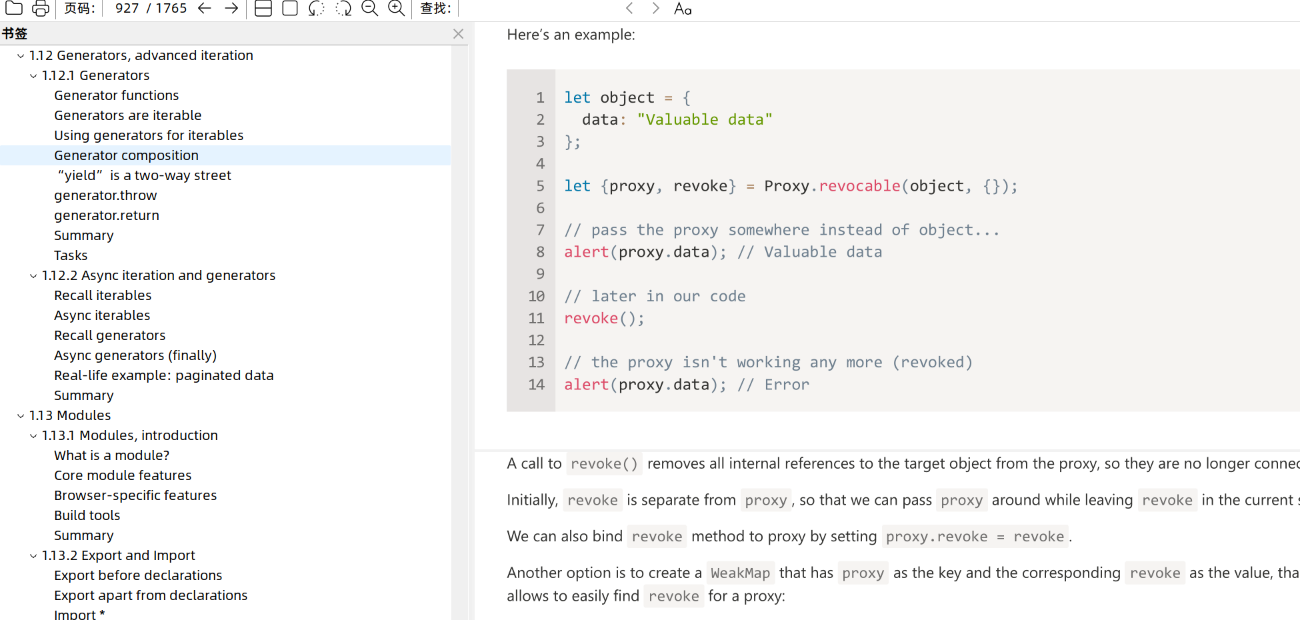 页码: 927 / 1765 查找: Aa
书签
1.12 Generators, advanced iteration
1.12.1 Generators
Generator functions
Generators are iterable
Using generators for iterables
Generator composition
“yield” is a two-way street
generator.throw
generator.return
Summary
Tasks
1.12.2 Async iteration and generators
Recall iterables
Async iterables
Recall generators
Async generators (finally)
Real-life example: paginated data
Summary
1.13 Modules
1.13.1 Modules, introduction
What is a module?
Core module features
Browser-specific features
Build tools
Summary
1.13.2 Export and Import
Export before declarations
Export apart from declarations
Import *
Here’s an example:
1 let object = {
2 data: "Valuable data"
3 };
4
5 let {proxy, revoke} = Proxy.revocable(object, {});
6
7 // pass the proxy somewhere instead of object...
8 alert(proxy.data); // Valuable data
9
10 // later in our code
11 revoke();
12
13 // the proxy isn't working any more (revoked)
14 alert(proxy.data); // Error
A call to revoke() removes all internal references to the target object from the proxy, so they are no longer
Initially, revoke is separate from proxy, so that we can pass proxy around while leaving revoke in the current
We can also bind revoke method to proxy by setting proxy.revoke = revoke.
Another option is to create a WeakMap that has proxy as the key and the corresponding revoke as the value,
allows to easily find revoke for a proxy: